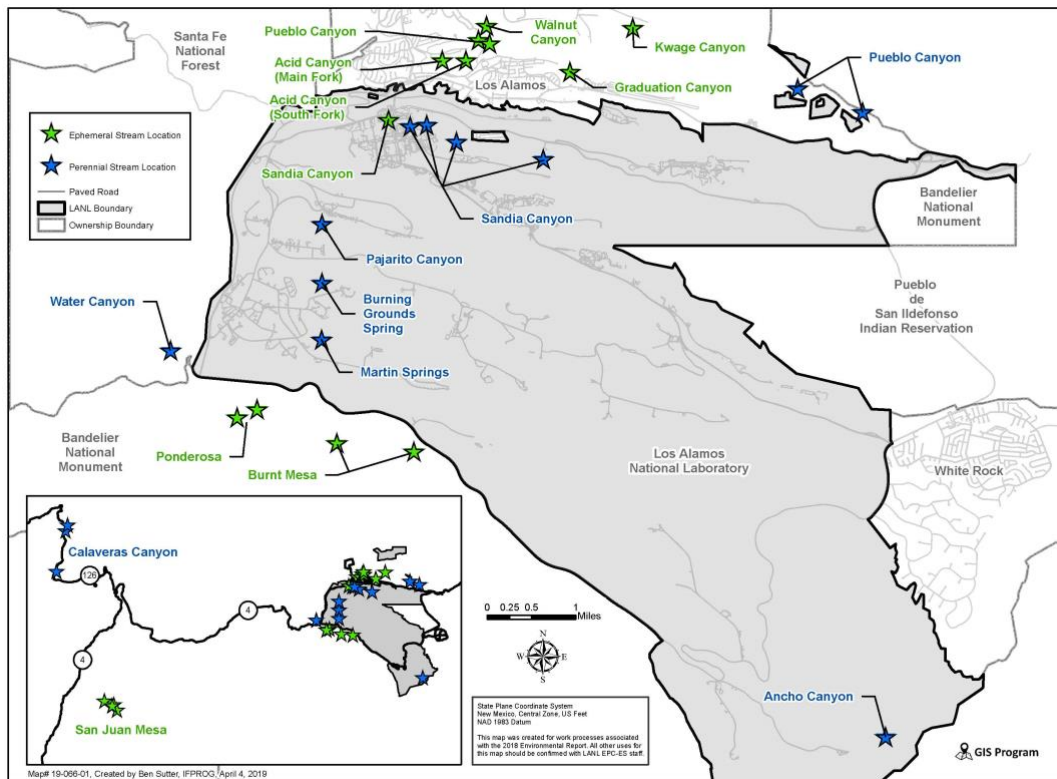 Santa Fe
National
Forest
Pueblo Canyon
Walnut
Canyon
Kwage Canyon
Pueblo Canyon
Acid Canyon
(Main Fork)
Los Alamos
Graduation Canyon
Acid Canyon
(South Fork)
Ephemeral Stream Location
Perennial Stream Location
Paved Road
LANL Boundary
Ownership Boundary
Sandia Canyon
Sandia Canyon
Bandelier
National
Monument
Pajarito Canyon
Water Canyon
Burning
Grounds
Spring
Pueblo
de
San Ildefonso
Indian Reservation
Martin Springs
Bandelier
National
Monument
Ponderosa
Burnt Mesa
Los Alamos
National Laboratory
White Rock
Calaveras Canyon
126
4
4
San Juan Mesa
0 0.25 0.5 1
Miles
N
W E
S
Ancho Canyon
State Plane Coordinate System
New Mexico, Central Zone, US Feet
NAD 1983 Datum
This map was created for work processes associated
with the 2018 Environmental Report. All other uses for
this map should be confirmed with LANL EPC-ES staff.
GIS Program
Map# 19-066-01, Created by Ben Sutter, IFPROG, April 4, 2019